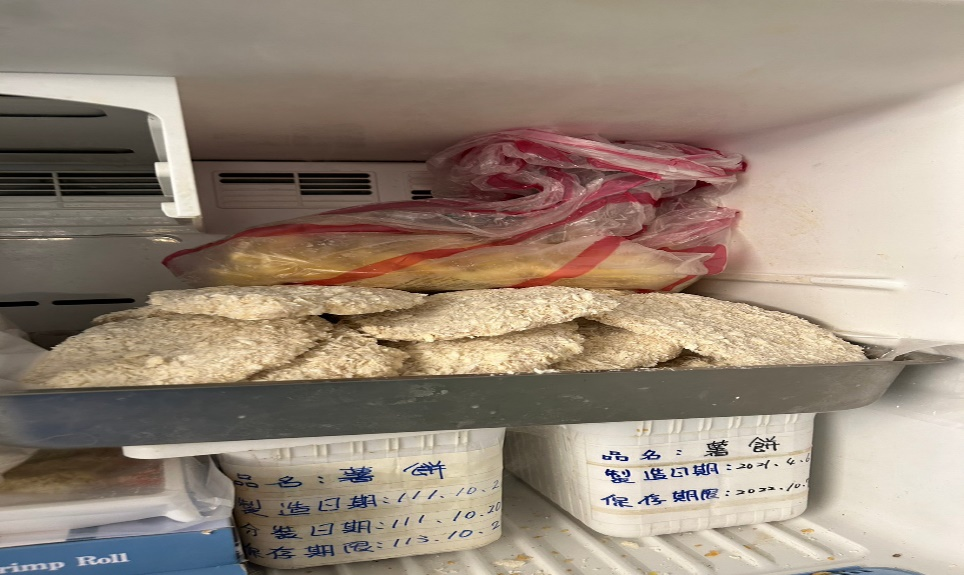 品名：薯餅
製造日期：111.10.2
分裝日期：111.10.20
保存期限：113.10.2
品名：薯餅
製造日期：2021.4.6
保存期限：2022.10.
rimp Roll